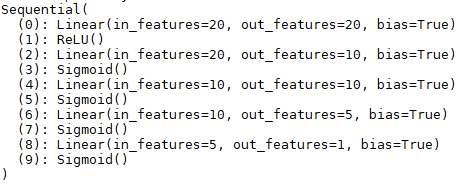 Sequential(
  (0): Linear(in_features=20, out_features=20, bias=True)
  (1): ReLU()
  (2): Linear(in_features=20, out_features=10, bias=True)
  (3): Sigmoid()
  (4): Linear(in_features=10, out_features=10, bias=True)
  (5): Sigmoid()
  (6): Linear(in_features=10, out_features=5, bias=True)
  (7): Sigmoid()
  (8): Linear(in_features=5, out_features=1, bias=True)
  (9): Sigmoid()
)